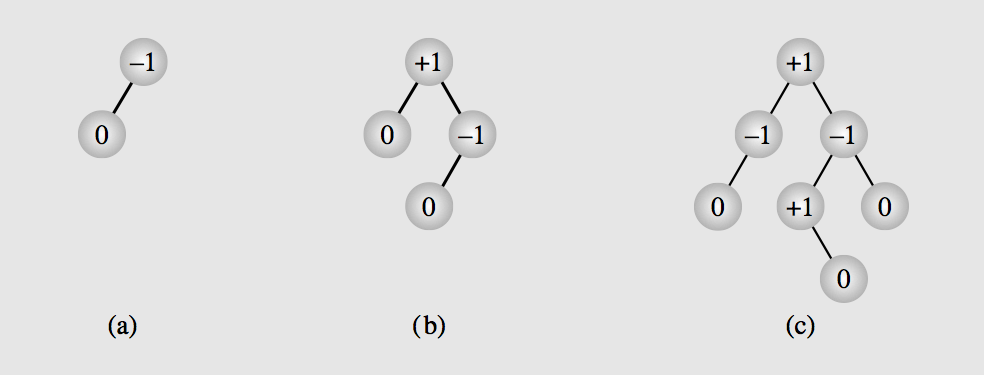 –1 +1 +1
0 0 –1 –1 –1
0 0 +1 0
0
(a) (b) (c)